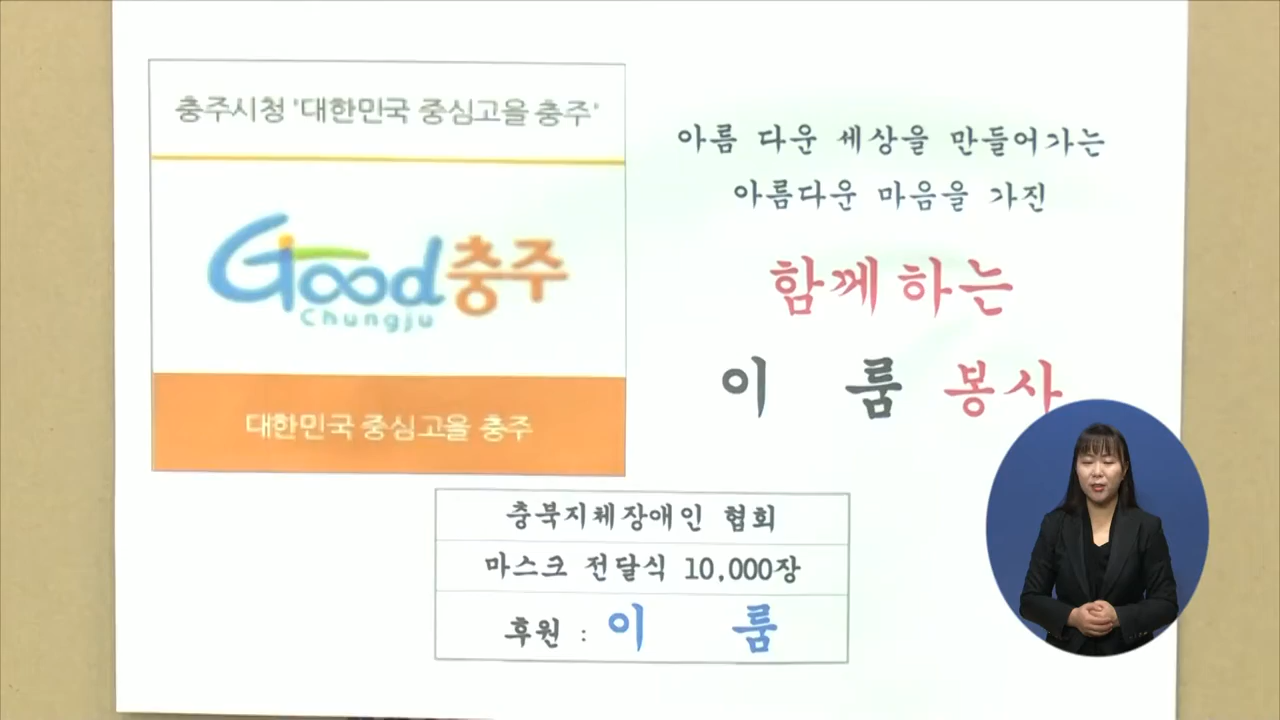 충주시청 '대한민국 중심고을 충주'
Good충주
Chungju
대한민국 중심고을 충주
아름 다운 세상을 만들어가는
아름다운 마음을 가진
함께하는
이 룸 봉사
충북지체장애인 협회
마스크 전달식 10,000장
후원 : 이 룸